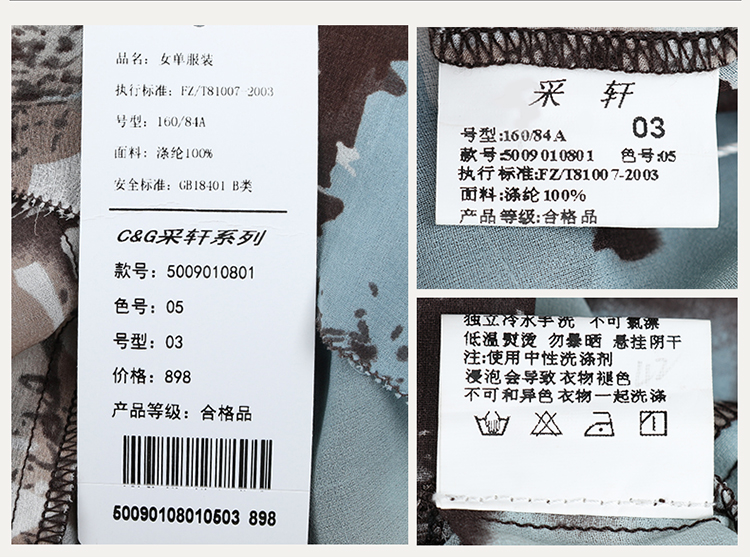 品名：女单服装
执行标准：FZ/T81007-2003
号型：160/84A
面料：涤纶100%
安全标准：GB18401 B类
C&G采轩系列
款号：5009010801
色号：05
号型：03
价格：898
产品等级：合格品
50090108010503 898
采 轩
03
号型:160/84A
款号:5009010801 色号:05
执行标准:FZ/T81007-2003
面料:涤纶100%
产品等级:合格品
独立冷水手洗 不可氯漂
低温熨烫 勿暴晒 悬挂阴干
注:使用中性洗涤剂
浸泡会导致衣物褪色
不可和异色衣物一起洗涤